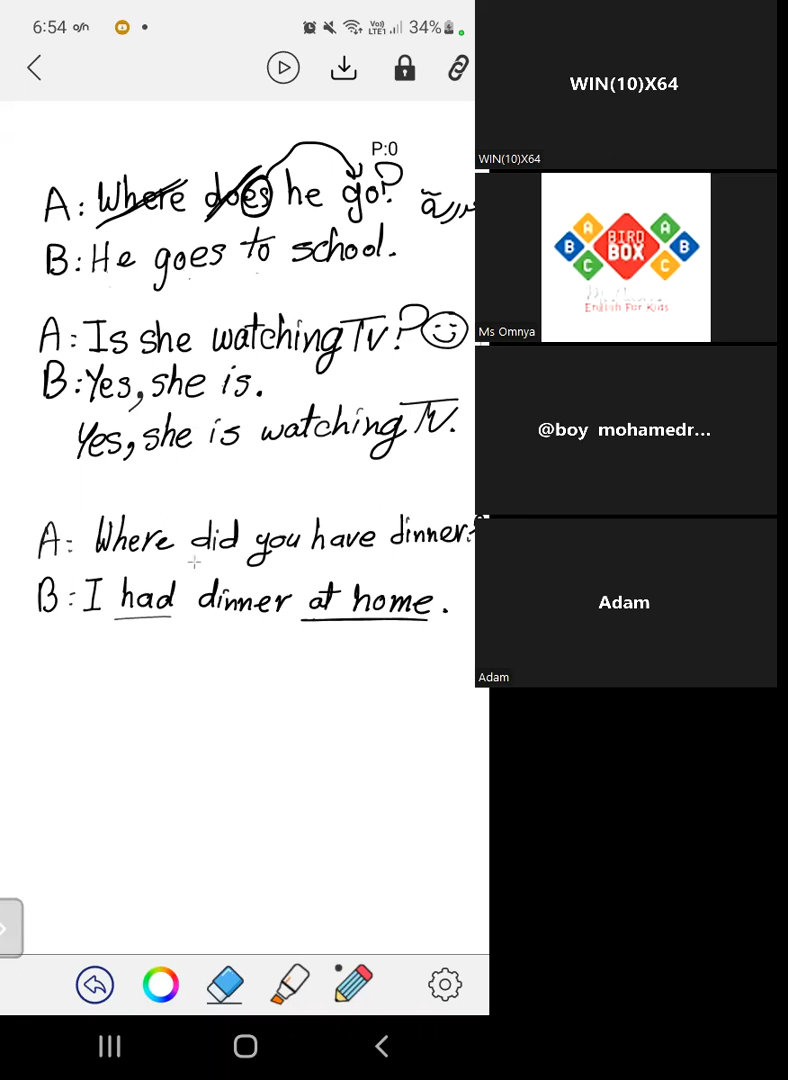 6:54 م/ه
Vo))
LTE1
34%
P:0
A: Where does he go?
B: He goes to school.
A: Is she watching TV?
B: Yes, she is.
Yes, she is watching TV.
A: Where did you have dinner?
B: I had dinner at home.
WIN(10)X64
WIN(10)X64
A A
B BIRD B
BOX
C C
English For Kids
Ms Omnya
@boy mohamedr...
Adam
Adam